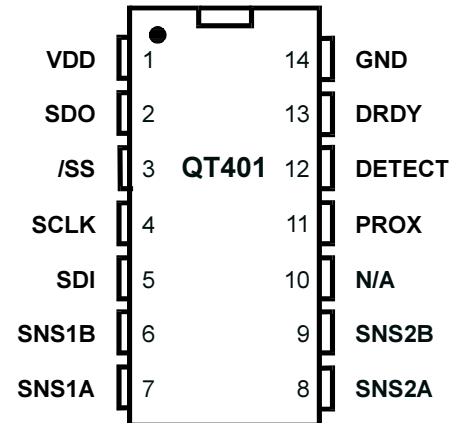 VDD 1 14 GND
SDO 2 13 DRDY
/SS 3 QT401 12 DETECT
SCLK 4 11 PROX
SDI 5 10 N/A
SNS1B 6 9 SNS2B
SNS1A 7 8 SNS2A